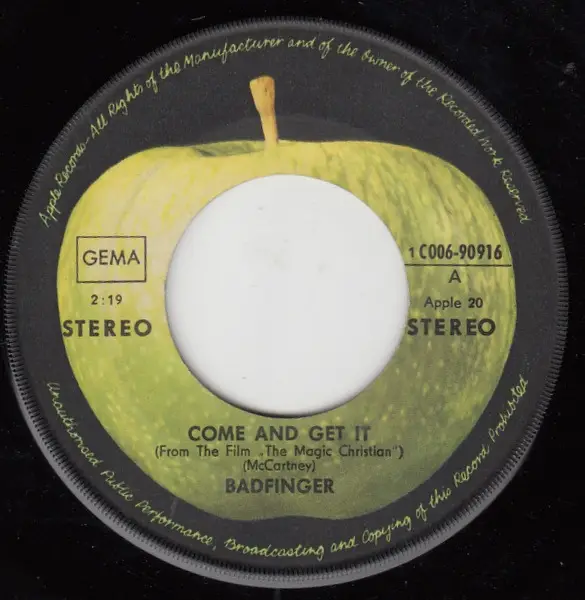 Apple Records-All Rights of the Manufacturer and of the Owner of the Recorded Work Reserved
GEMA
2:19
STEREO
1 C006-90916
A
Apple 20
STEREO
COME AND GET IT
(From The Film „The Magic Christian")
(McCartney)
BADFINGER
Unauthorised Public Performance, Broadcasting and Copying of this Record Prohibited